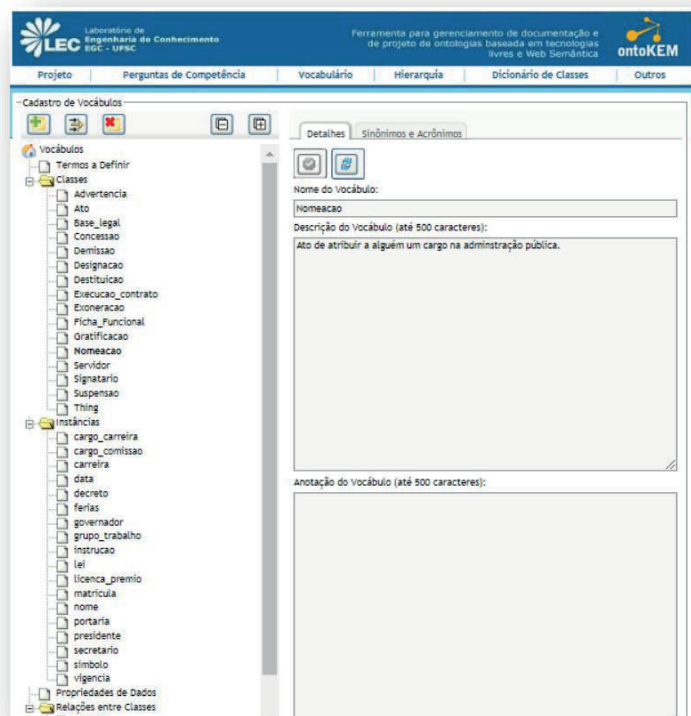 LEC
Laboratório de
Engenharia do Conhecimento
EGC - UFSC
Ferramenta para gerenciamento de documentação e
de projeto de ontologias baseada em tecnologias
livres e Web Semântica
ontoKEM
Projeto | Perguntas de Competência | Vocabulário | Hierarquia | Dicionário de Classes | Outros
Cadastro de Vocábulos
Vocábulos
Termos a Definir
Classes
Advertencia
Ato
Base_legal
Concessao
Demissao
Designacao
Destituicao
Execucao_contrato
Exoneracao
Ficha_Funcional
Gratificacao
Nomeacao
Servidor
Signatario
Suspensao
Thing
Instâncias
cargo_carreira
cargo_comissao
carreira
data
decreto
ferias
governador
grupo_trabalho
instrucao
lei
licenca_premio
matricula
nome
portaria
presidente
secretario
simbolo
vigencia
Propriedades de Dados
Relações entre Classes
Detalhes
Sinônimos e Acrônimos
Nome do Vocábulo:
Nomeacao
Descrição do Vocábulo (até 500 caracteres):
Ato de atribuir a alguém um cargo na adminstração pública.
Anotação do Vocábulo (até 500 caracteres):